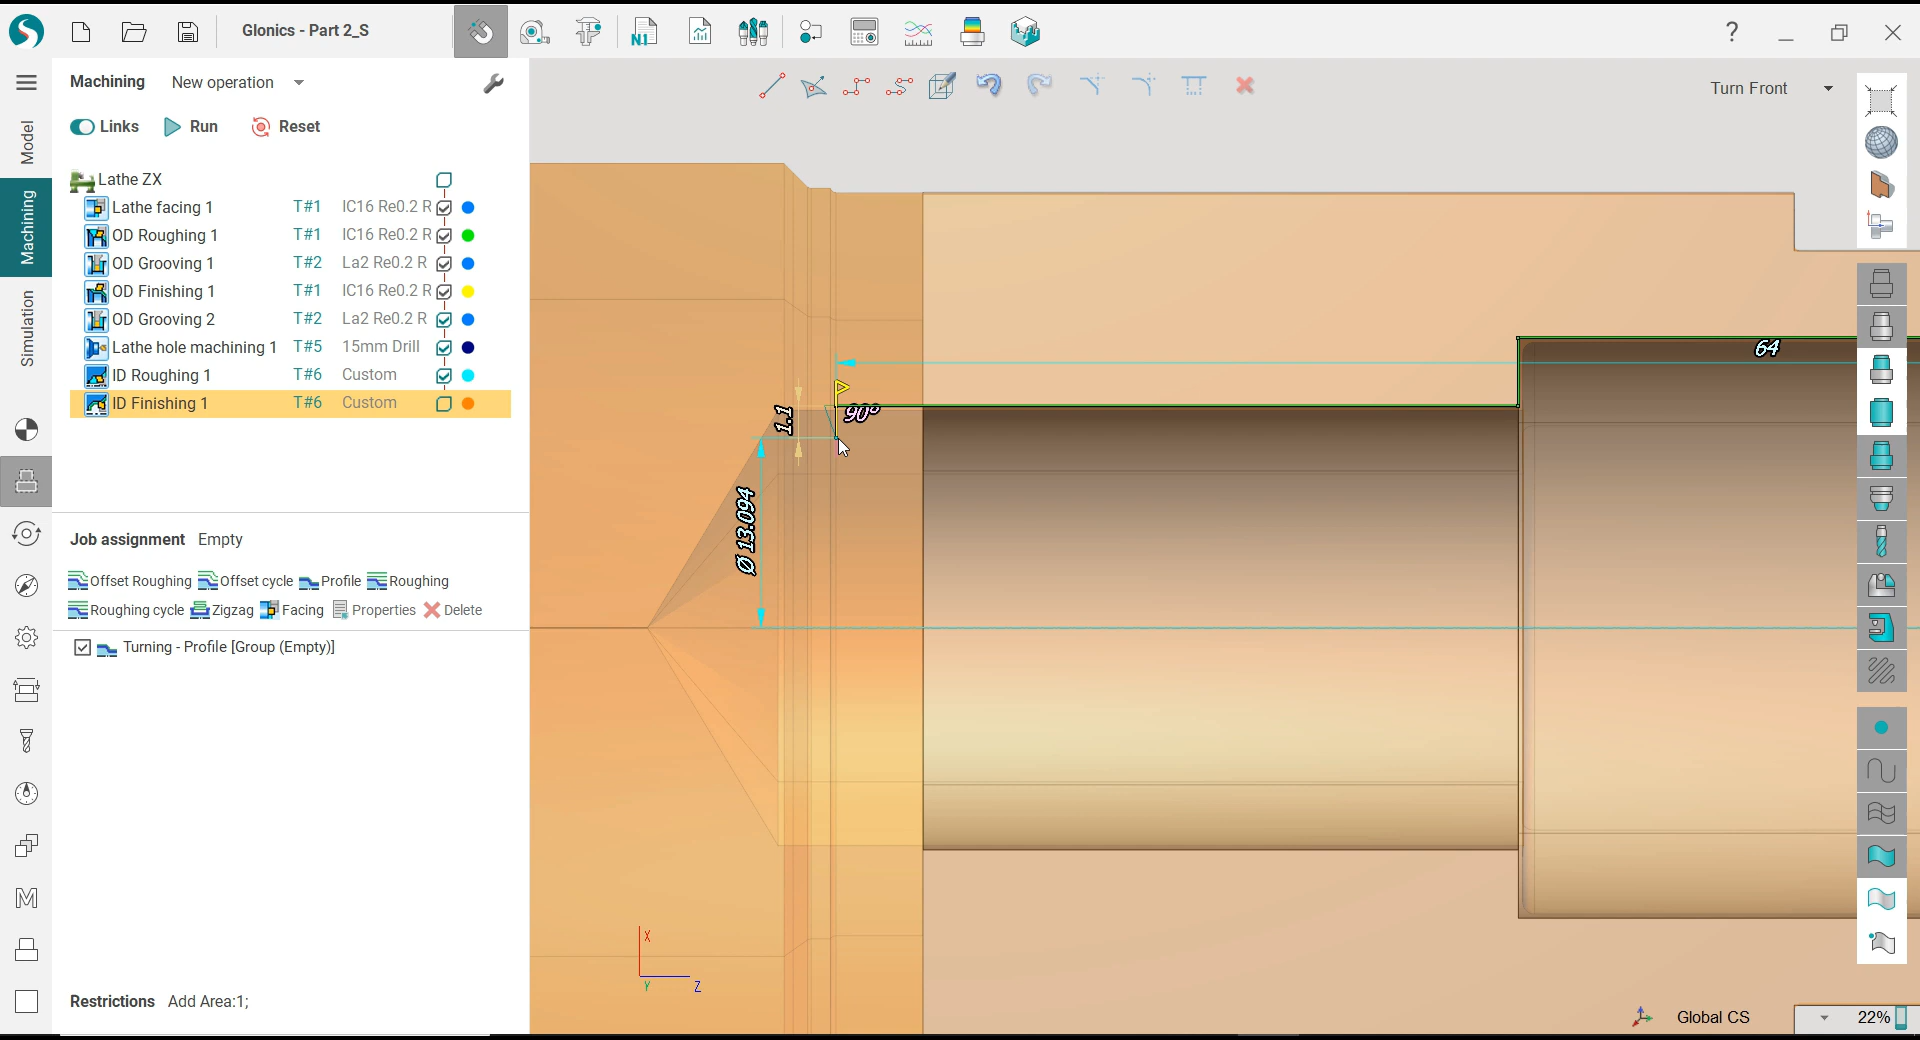 Glonics - Part 2_S
N1
?
Machining New operation
Turn Front
Links Run Reset
Model
Machining
Simulation
Lathe ZX
Lathe facing 1 T#1 IC16 Re0.2 R
OD Roughing 1 T#1 IC16 Re0.2 R
OD Grooving 1 T#2 La2 Re0.2 R
OD Finishing 1 T#1 IC16 Re0.2 R
OD Grooving 2 T#2 La2 Re0.2 R
Lathe hole machining 1 T#5 15mm Drill
ID Roughing 1 T#6 Custom
ID Finishing 1 T#6 Custom
64
90°
1.1
Ø 13.094
Job assignment Empty
Offset Roughing Offset cycle Profile Roughing
Roughing cycle Zigzag Facing Properties Delete
Turning - Profile [Group (Empty)]
X
Y Z
Restrictions Add Area:1;
Global CS 22%